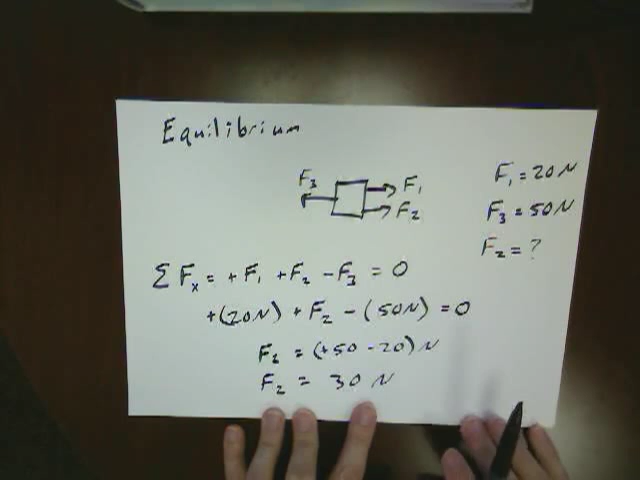 Equilibrium
F₃ F₁
F₂
F₁ = 20N
F₃ = 50N
F₂ = ?
Σ Fₓ = + F₁ + F₂ - F₃ = 0
+(20N) + F₂ - (50N) = 0
F₂ = (+50 - 20) N
F₂ = 30 N